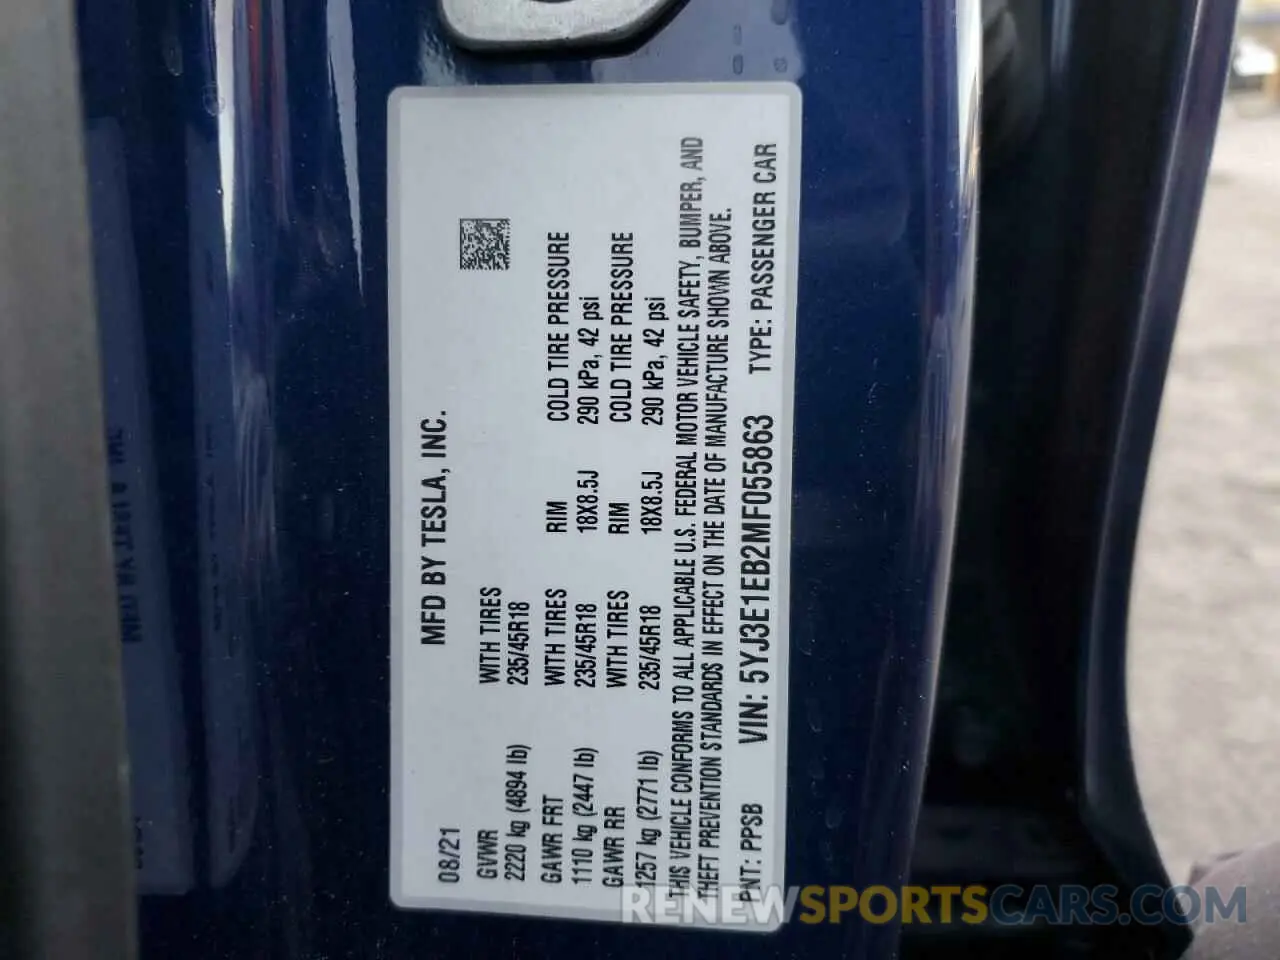 MFD BY TESLA, INC.
08/21
GVWR WITH TIRES
2220 kg (4894 lb) 235/45R18
GAWR FRT WITH TIRES RIM COLD TIRE PRESSURE
1110 kg (2447 lb) 235/45R18 18X8.5J 290 kPa, 42 psi
GAWR RR WITH TIRES RIM COLD TIRE PRESSURE
1257 kg (2771 lb) 235/45R18 18X8.5J 290 kPa, 42 psi
THIS VEHICLE CONFORMS TO ALL APPLICABLE U.S. FEDERAL MOTOR VEHICLE SAFETY, BUMPER, AND
THEFT PREVENTION STANDARDS IN EFFECT ON THE DATE OF MANUFACTURE SHOWN ABOVE.
PNT: PPSB VIN: 5YJ3E1EB2MF055863 TYPE: PASSENGER CAR
RENEWSPORTSCARS.COM